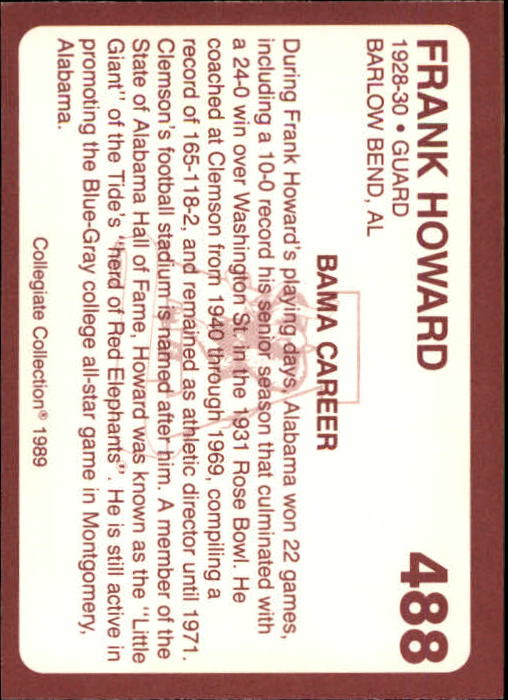 FRANK HOWARD 488
1928-30 • GUARD
BARLOW BEND, AL
BAMA CAREER
During Frank Howard's playing days, Alabama won 22 games,
including a 10-0 record his senior season that culminated with
a 24-0 win over Washington St. in the 1931 Rose Bowl. He
coached at Clemson from 1940 through 1969, compiling a
record of 165-118-2, and remained as athletic director until 1971.
Clemson's football stadium is named after him. A member of the
State of Alabama Hall of Fame, Howard was known as the "Little
Giant" of the Tide's "herd of Red Elephants". He is still active in
promoting the Blue-Gray college all-star game in Montgomery,
Alabama.
Collegiate Collection® 1989